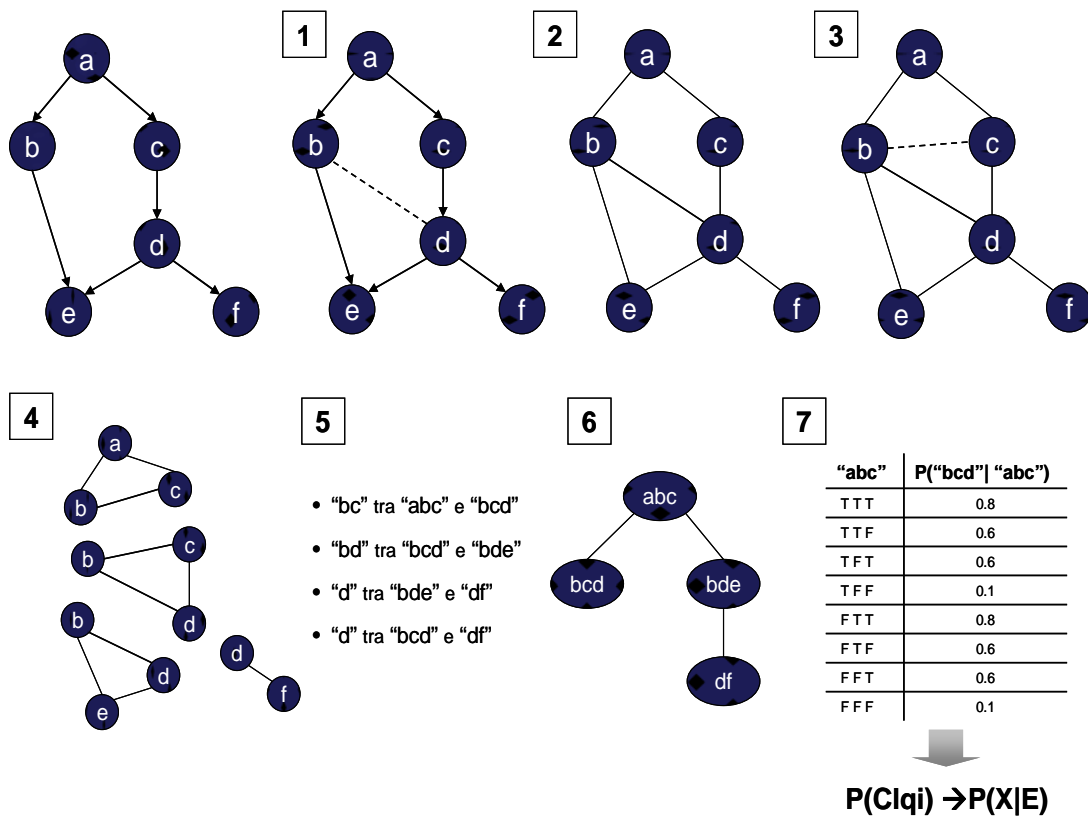 a
b
c
d
e
f
1
a
b
c
d
e
f
2
a
b
c
d
e
f
3
a
b
c
d
e
f
4
a
b
c
b
c
d
b
d
e
d
f
5
• “bc” tra “abc” e “bcd”
• “bd” tra “bcd” e “bde”
• “d” tra “bde” e “df”
• “d” tra “bcd” e “df”
6
abc
bcd
bde
df
7
“abc” P(“bcd”| “abc”)
T T T 0.8
T T F 0.6
T F T 0.6
T F F 0.1
F T T 0.8
F T F 0.6
F F T 0.6
F F F 0.1
P(Clqi) →P(X|E)